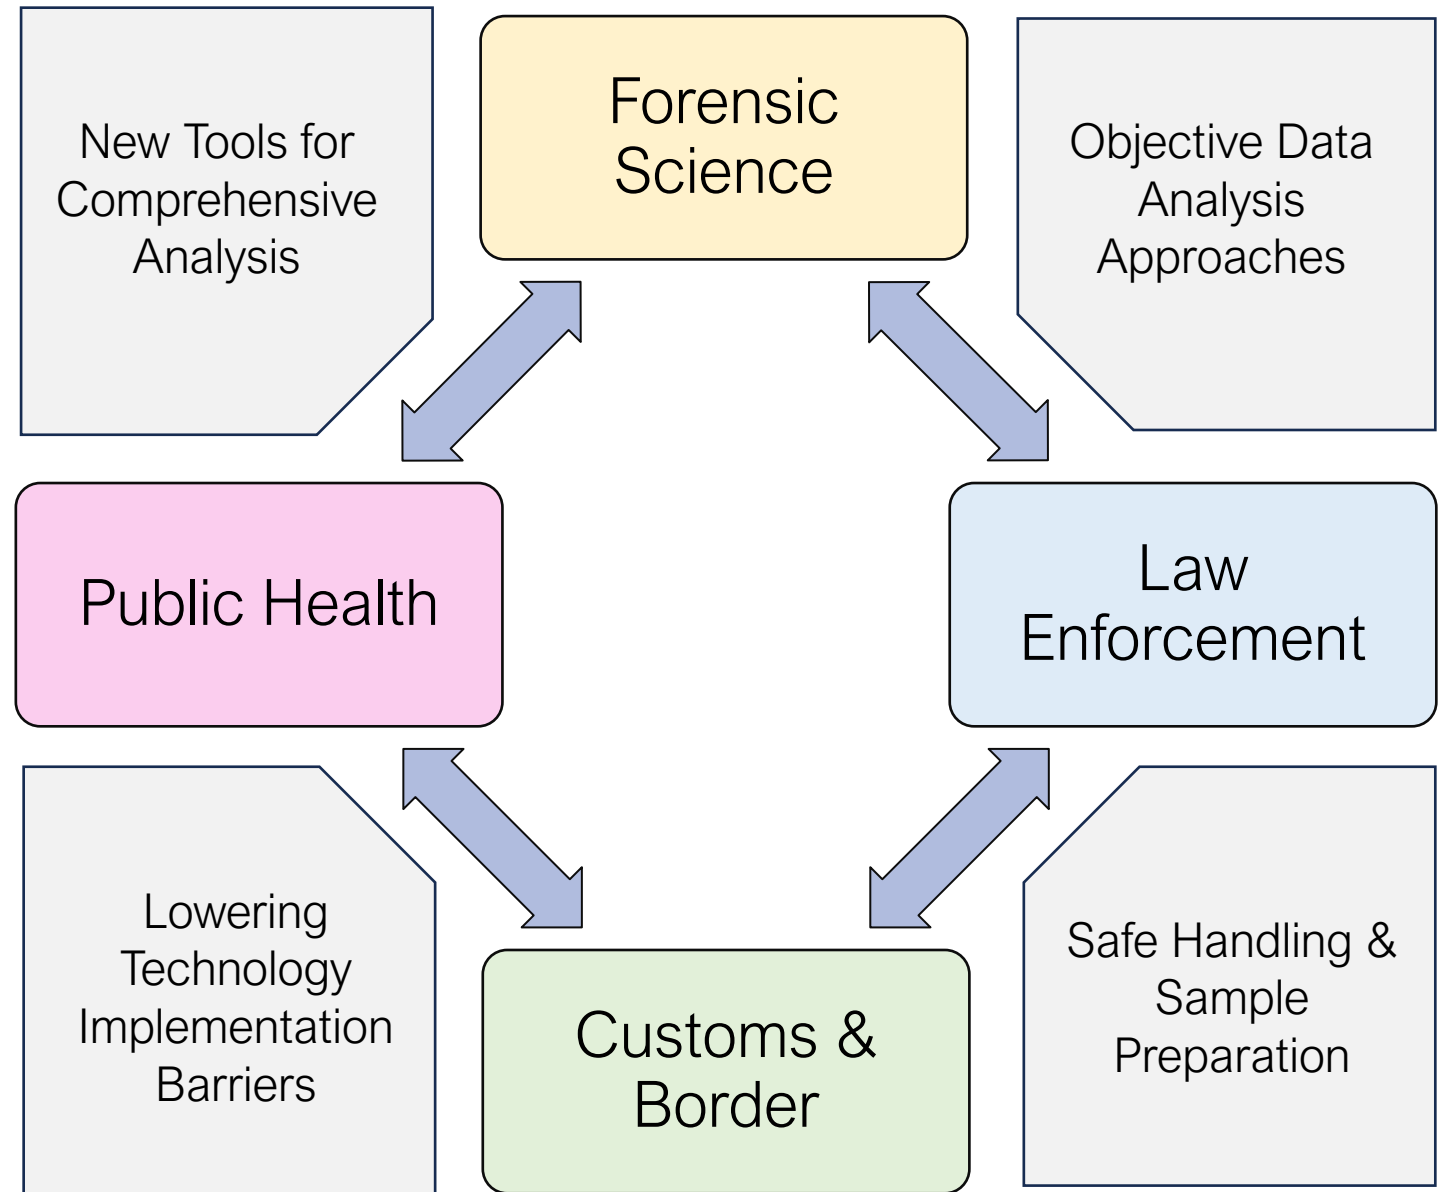 New Tools for
Comprehensive
Analysis
Forensic
Science
Objective Data
Analysis
Approaches
Public Health
Law
Enforcement
Lowering
Technology
Implementation
Barriers
Customs &
Border
Safe Handling &
Sample
Preparation